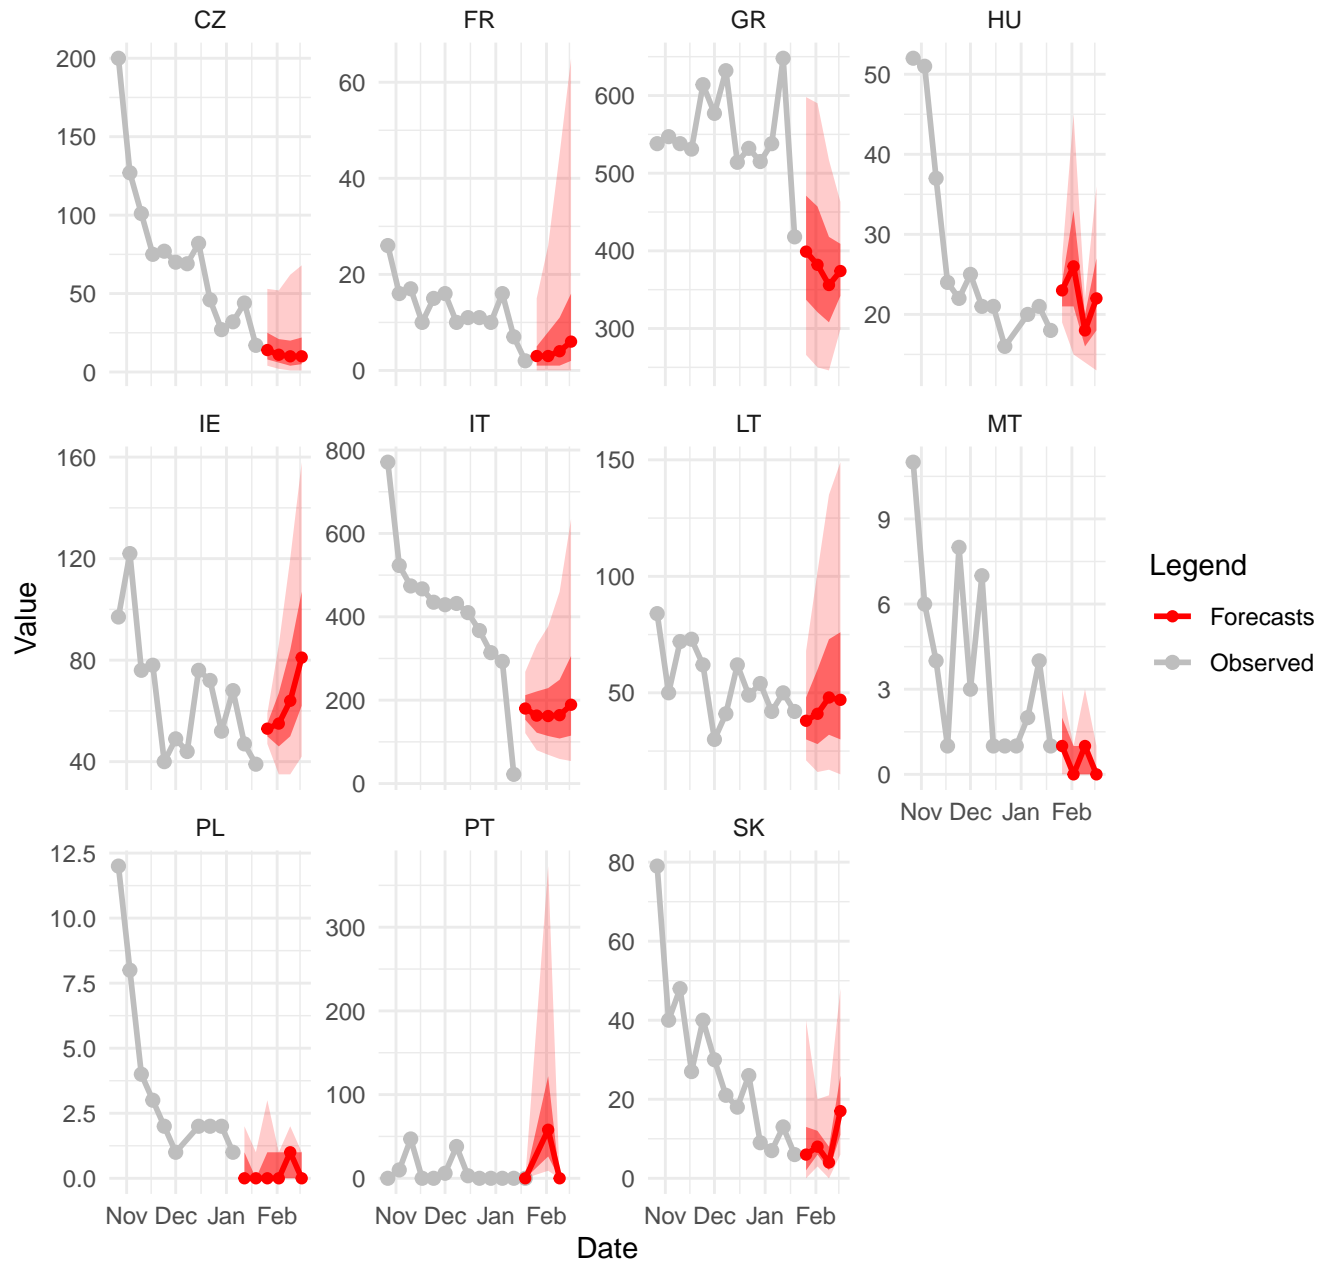 CZ FR GR HU
200 150 100 50 0
60 40 20 0
600 500 400 300
50 40 30 20
IE IT LT MT
160 120 80 40
800 600 400 200 0
150 100 50
9 6 3 0
Nov Dec Jan Feb
PL PT SK
12.5 10.0 7.5 5.0 2.5 0.0
300 200 100 0
80 60 40 20 0
Nov Dec Jan Feb Nov Dec Jan Feb Nov Dec Jan Feb
Value
Date
Legend
Forecasts
Observed